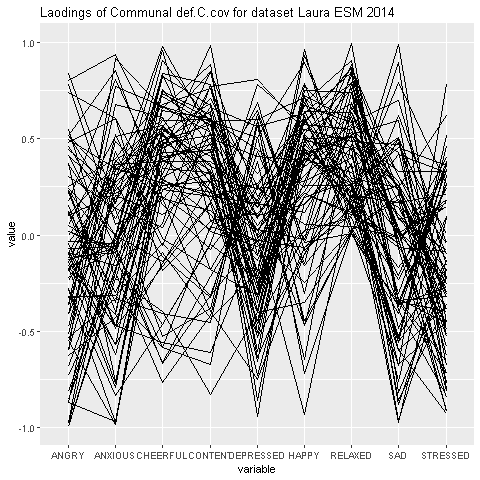 Laodings of Communal def.C.cov for dataset Laura ESM 2014
1.0
0.5
0.0
-0.5
-1.0
value
ANGRY ANXIOUS CHEERFUL CONTENT DEPRESSED HAPPY RELAXED SAD STRESSED
variable